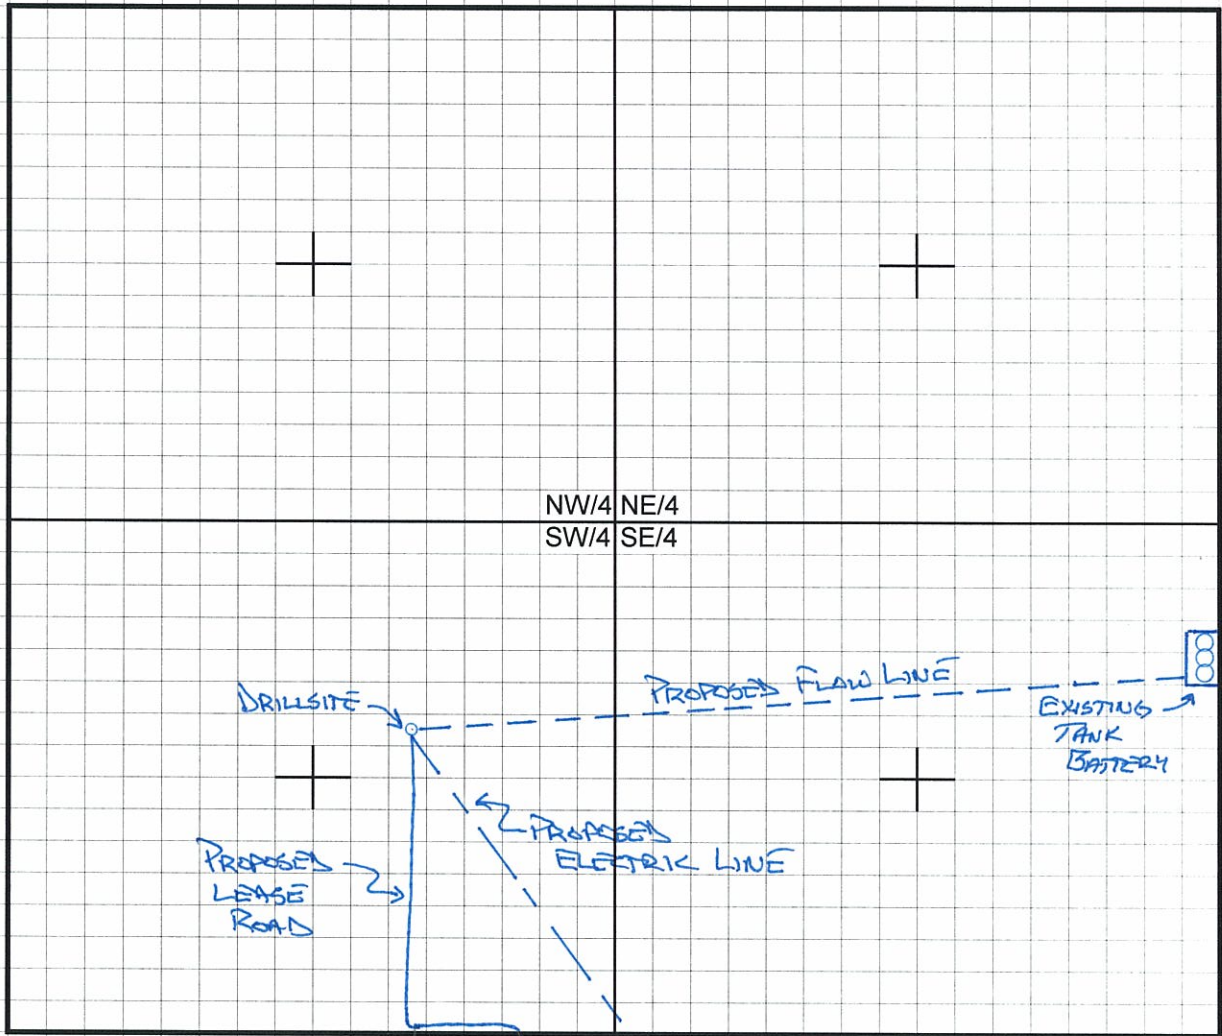 NW/4 NE/4
SW/4 SE/4
DRILLSITE
PROPOSED FLOW LINE
EXISTING
TANK
BATTERY
PROPOSED
ELECTRIC LINE
PROPOSED
LEASE
ROAD